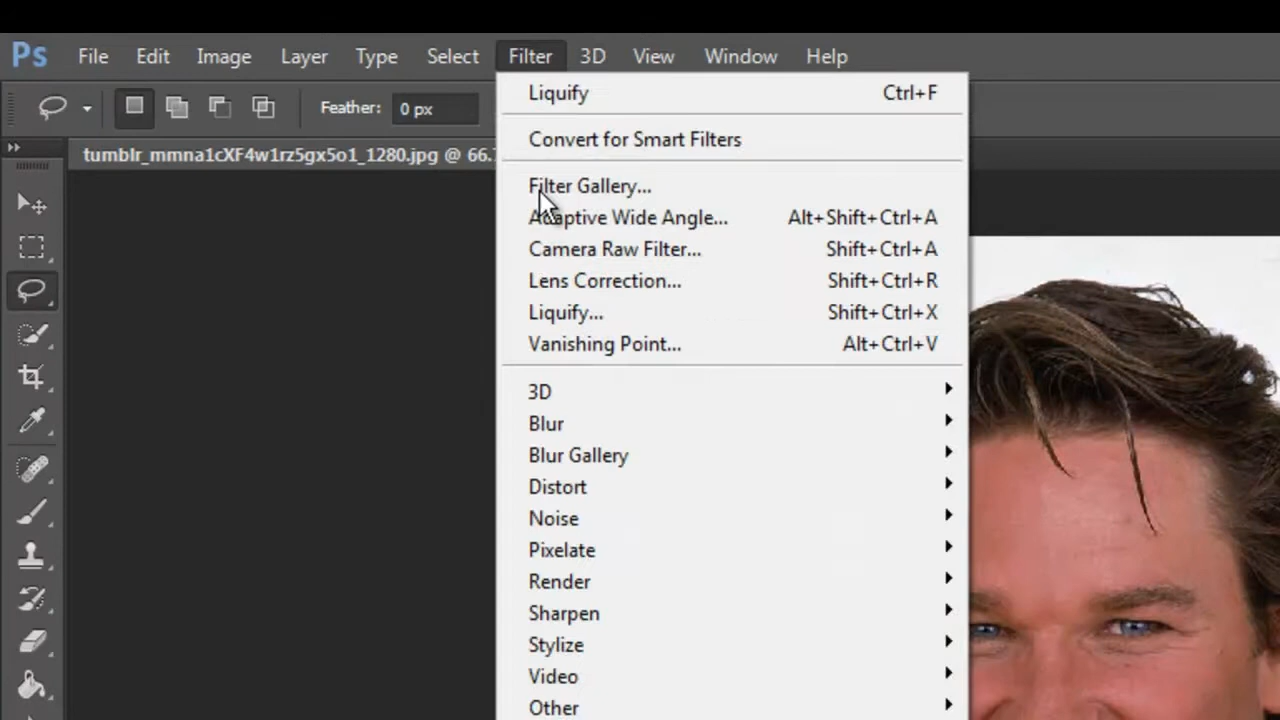 Ps File Edit Image Layer Type Select Filter 3D View Window Help
Feather: 0 px
tumblr_mmna1cXF4w1rz5gx5o1_1280.jpg @ 66.
Liquify Ctrl+F
Convert for Smart Filters
Filter Gallery...
Adaptive Wide Angle... Alt+Shift+Ctrl+A
Camera Raw Filter... Shift+Ctrl+A
Lens Correction... Shift+Ctrl+R
Liquify... Shift+Ctrl+X
Vanishing Point... Alt+Ctrl+V
3D
Blur
Blur Gallery
Distort
Noise
Pixelate
Render
Sharpen
Stylize
Video
Other